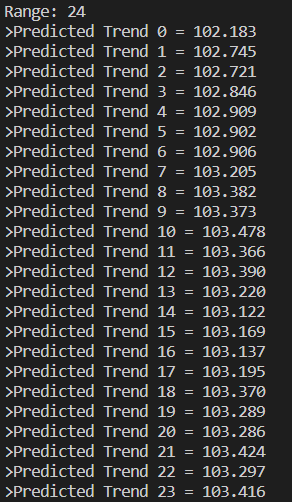 Range: 24
>Predicted Trend 0 = 102.183
>Predicted Trend 1 = 102.745
>Predicted Trend 2 = 102.721
>Predicted Trend 3 = 102.846
>Predicted Trend 4 = 102.909
>Predicted Trend 5 = 102.902
>Predicted Trend 6 = 102.906
>Predicted Trend 7 = 103.205
>Predicted Trend 8 = 103.382
>Predicted Trend 9 = 103.373
>Predicted Trend 10 = 103.478
>Predicted Trend 11 = 103.366
>Predicted Trend 12 = 103.390
>Predicted Trend 13 = 103.220
>Predicted Trend 14 = 103.122
>Predicted Trend 15 = 103.169
>Predicted Trend 16 = 103.137
>Predicted Trend 17 = 103.195
>Predicted Trend 18 = 103.370
>Predicted Trend 19 = 103.289
>Predicted Trend 20 = 103.286
>Predicted Trend 21 = 103.424
>Predicted Trend 22 = 103.297
>Predicted Trend 23 = 103.416